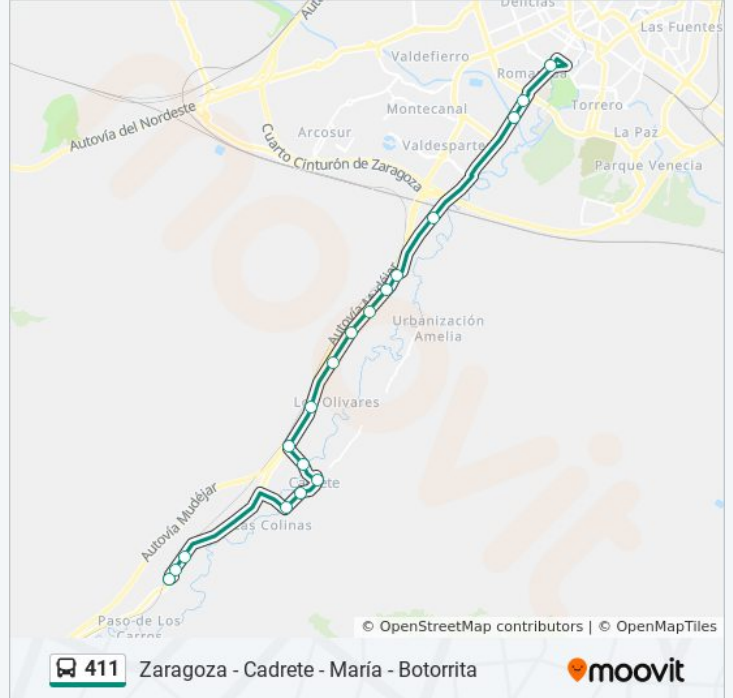 Delicias
Las Fuentes
Valdefierro
Montecanal
Torrero
La Paz
Autovía del Nordeste
Arcosur
Valdespartera
Cuarto Cinturón de Zaragoza
Parque Venecia
Autovía Mudéjar
Urbanización
Amelia
Los Olivares
Cadrete
Autovía Mudéjar
Las Colinas
Paso de Los
Carros
© OpenStreetMap contributors | © OpenMapTiles
411 Zaragoza - Cadrete - María - Botorrita
moovit
moovit